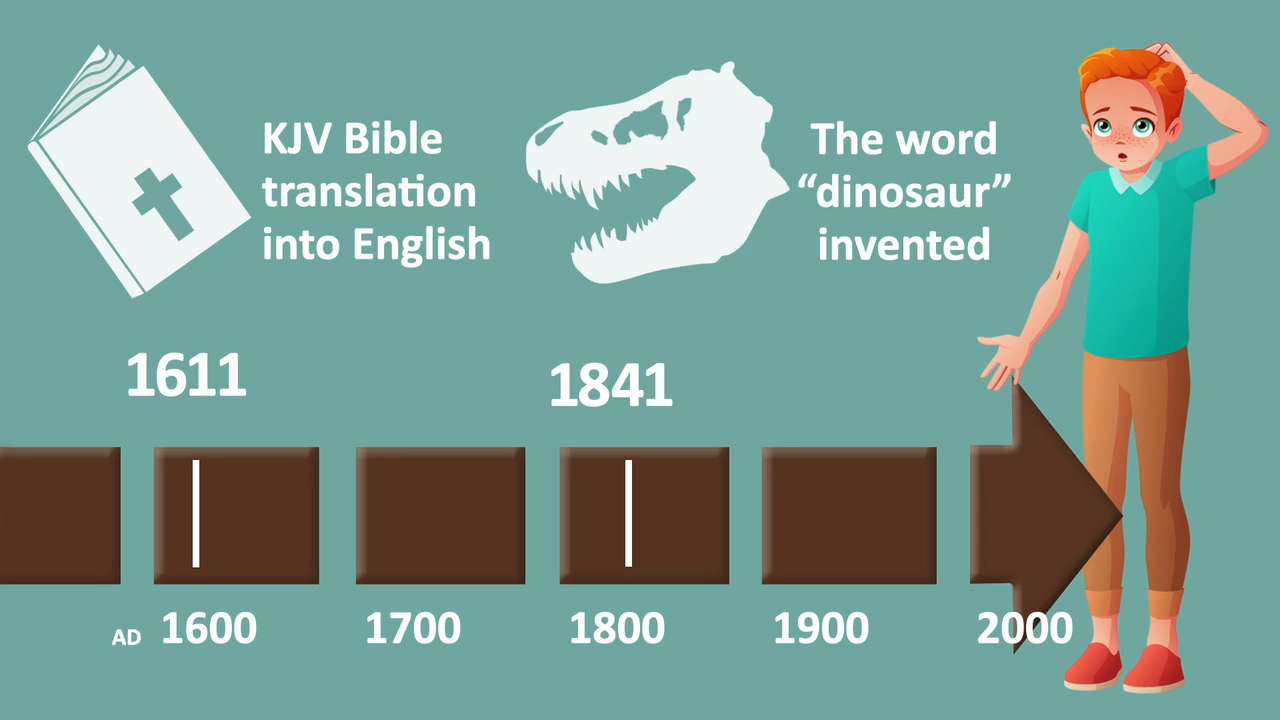 KJV Bible
translation
into English
The word
“dinosaur”
invented
1611
1841
AD 1600 1700 1800 1900 2000